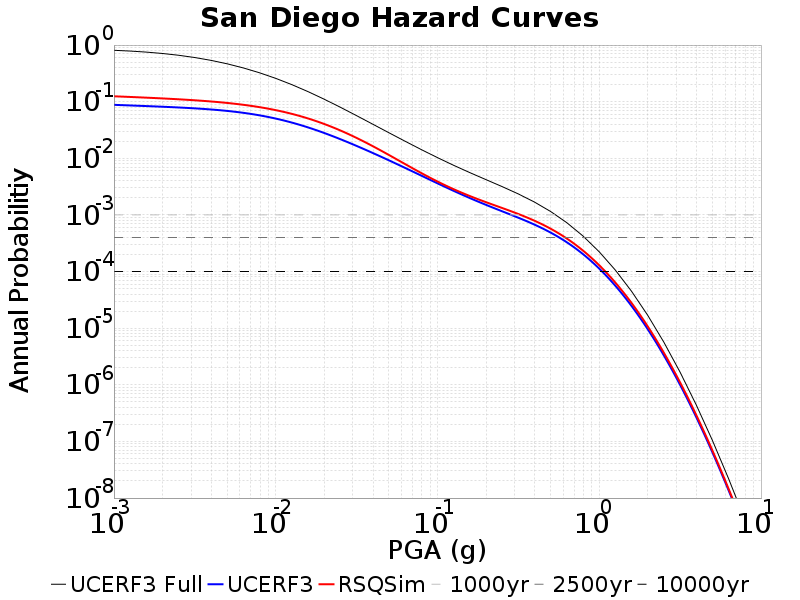 San Diego Hazard Curves
Annual Probabilitiy
10^0
10^-1
10^-2
10^-3
10^-4
10^-5
10^-6
10^-7
10^-8
10^-3 10^-2 10^-1 10^0 10^1
PGA (g)
UCERF3 Full UCERF3 RSQSim 1000yr 2500yr 10000yr